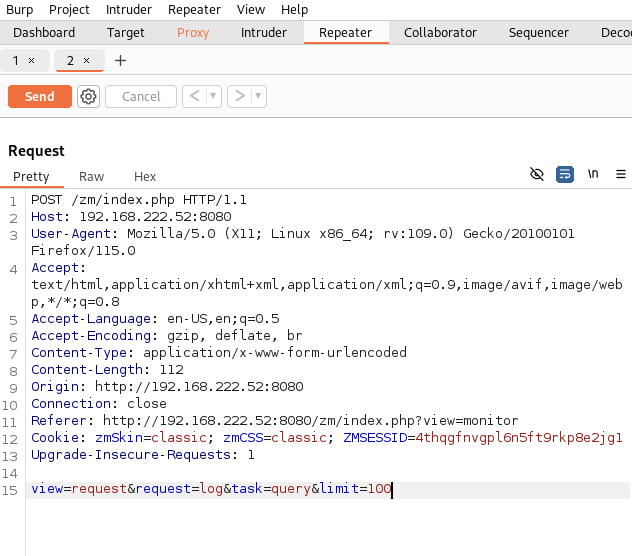 Burp Project Intruder Repeater View Help
Dashboard Target Proxy Intruder Repeater Collaborator Sequencer Deco
1 × 2 × +
Send Cancel < > 
Request
Pretty Raw Hex \n
1 POST /zm/index.php HTTP/1.1
2 Host: 192.168.222.52:8080
3 User-Agent: Mozilla/5.0 (X11; Linux x86_64; rv:109.0) Gecko/20100101
Firefox/115.0
4 Accept:
text/html,application/xhtml+xml,application/xml;q=0.9,image/avif,image/web
p,*/*;q=0.8
5 Accept-Language: en-US,en;q=0.5
6 Accept-Encoding: gzip, deflate, br
7 Content-Type: application/x-www-form-urlencoded
8 Content-Length: 112
9 Origin: http://192.168.222.52:8080
10 Connection: close
11 Referer: http://192.168.222.52:8080/zm/index.php?view=monitor
12 Cookie: zmSkin=classic; zmCSS=classic; ZMSESSID=4thqgfnvgpl6n5ft9rkp8e2jg1
13 Upgrade-Insecure-Requests: 1
14
15 view=request&request=log&task=query&limit=100